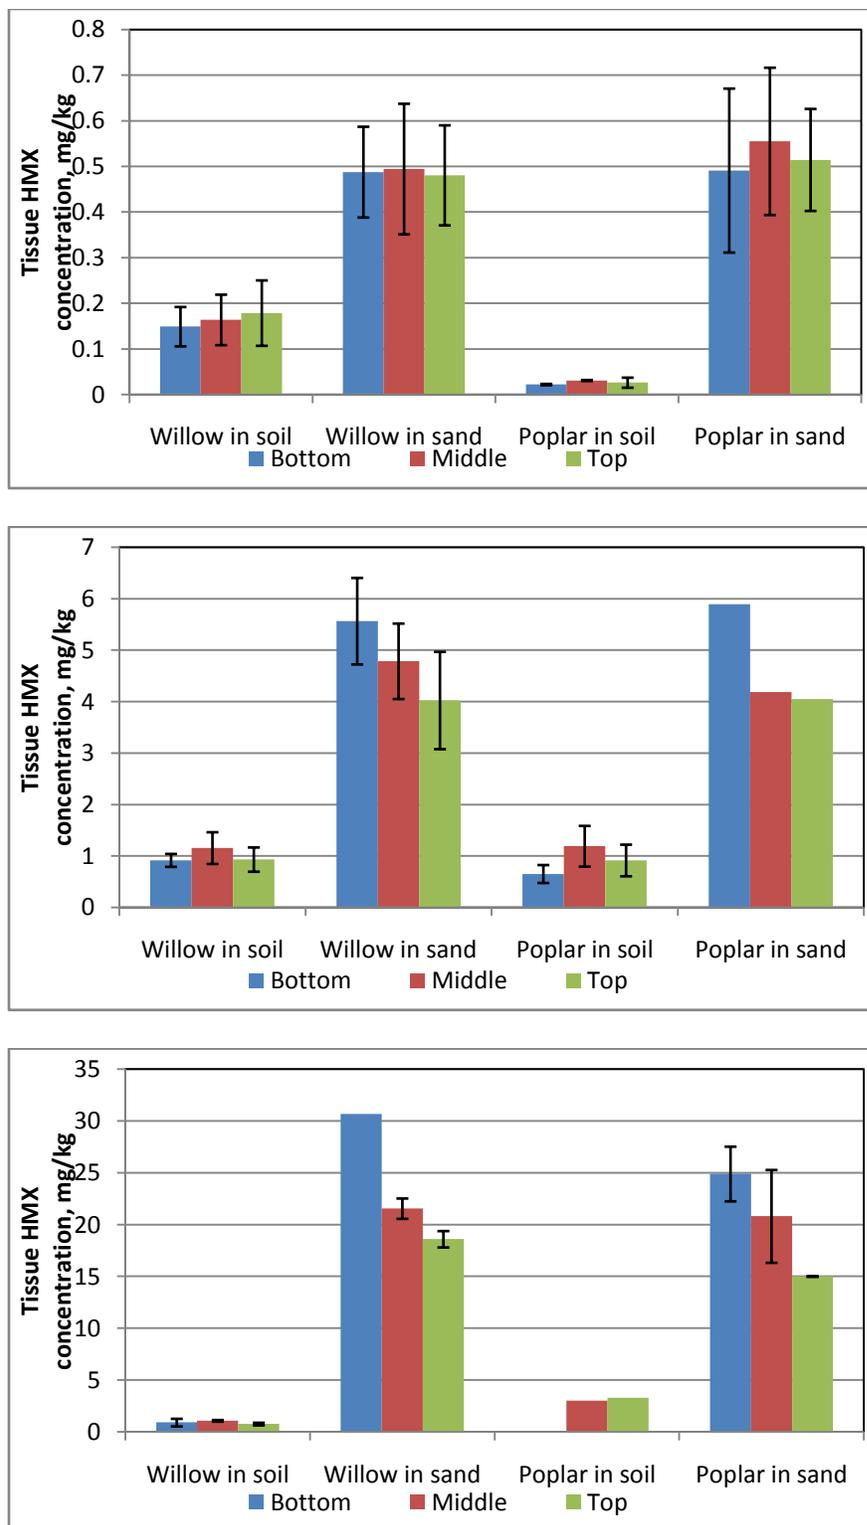 Tissue HMX
concentration, mg/kg
0.8
0.7
0.6
0.5
0.4
0.3
0.2
0.1
0
Willow in soil Willow in sand Poplar in soil Poplar in sand
Bottom Middle Top
Tissue HMX
concentration, mg/kg
7
6
5
4
3
2
1
0
Willow in soil Willow in sand Poplar in soil Poplar in sand
Bottom Middle Top
Tissue HMX
concentration, mg/kg
35
30
25
20
15
10
5
0
Willow in soil Willow in sand Poplar in soil Poplar in sand
Bottom Middle Top